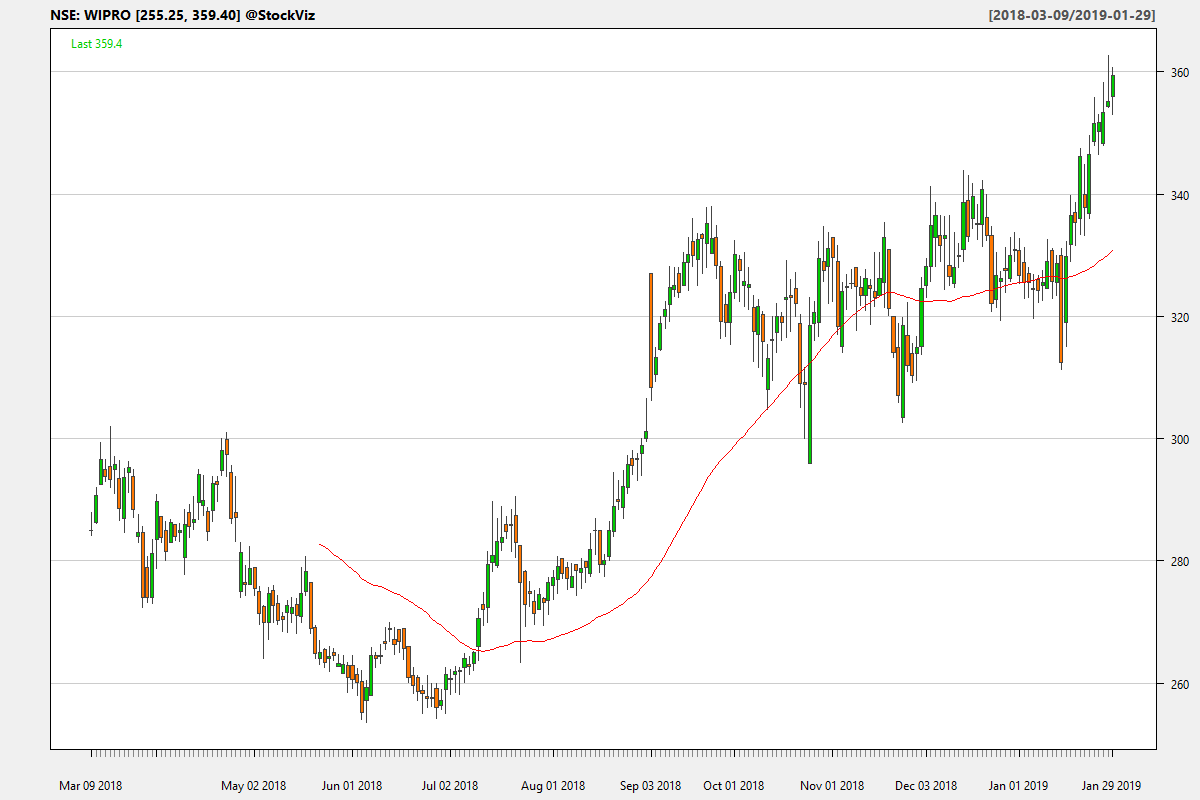 NSE: WIPRO [255.25, 359.40] @StockViz
[2018-03-09/2019-01-29]
Last 359.4
360
340
320
300
280
260
Mar 09 2018
May 02 2018
Jun 01 2018
Jul 02 2018
Aug 01 2018
Sep 03 2018
Oct 01 2018
Nov 01 2018
Dec 03 2018
Jan 01 2019
Jan 29 2019